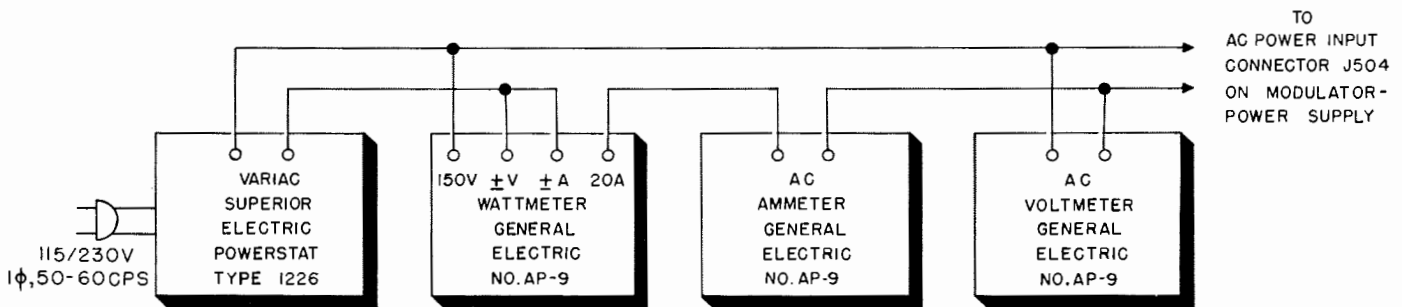 TO
AC POWER INPUT
CONNECTOR J504
ON MODULATOR-
POWER SUPPLY
115/230V
1ϕ,50-60CPS
VARIAC
SUPERIOR
ELECTRIC
POWERSTAT
TYPE 1226
150V ±V ±A 20A
WATTMETER
GENERAL
ELECTRIC
NO. AP-9
AC
AMMETER
GENERAL
ELECTRIC
NO. AP-9
AC
VOLTMETER
GENERAL
ELECTRIC
NO. AP-9